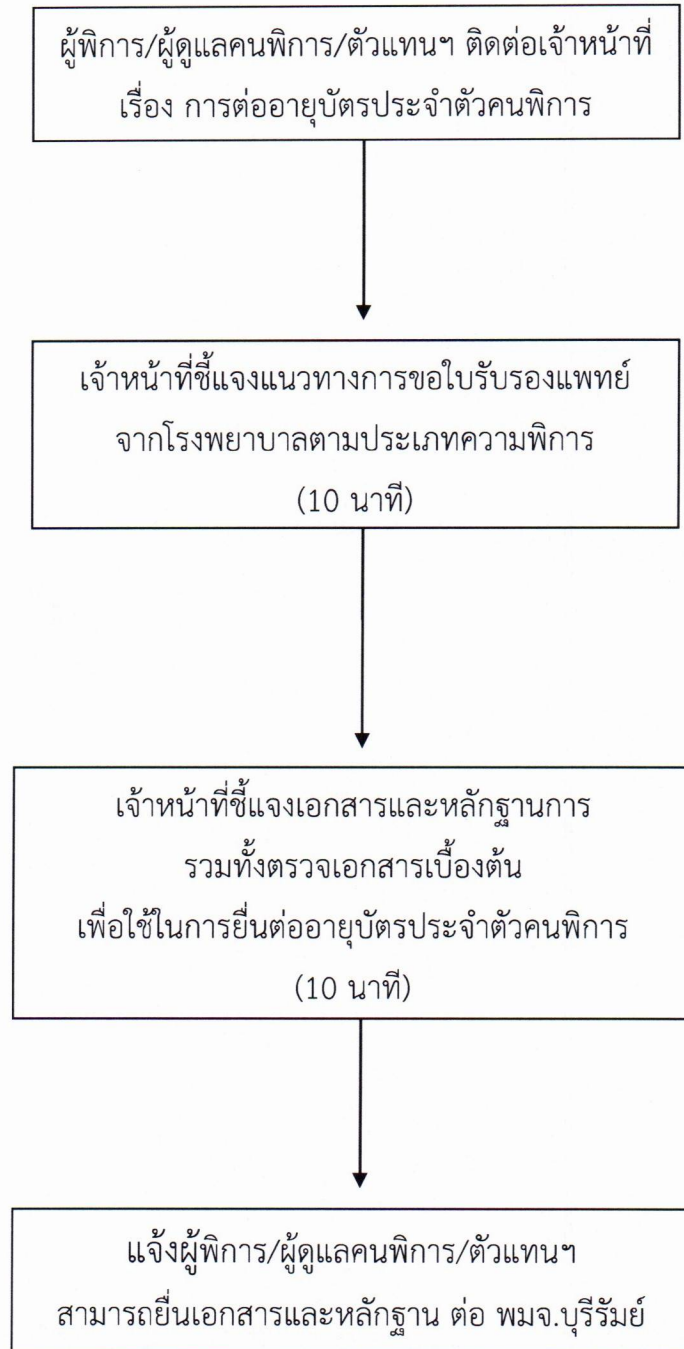 ผู้พิการ/ผู้ดูแลคนพิการ/ตัวแทนฯ ติดต่อเจ้าหน้าที่
เรื่อง การต่ออายุบัตรประจำตัวคนพิการ
เจ้าหน้าที่ชี้แจงแนวทางการขอใบรับรองแพทย์
จากโรงพยาบาลตามประเภทความพิการ
(10 นาที)
เจ้าหน้าที่ชี้แจงเอกสารและหลักฐานการ
รวมทั้งตรวจเอกสารเบื้องต้น
เพื่อใช้ในการยื่นต่ออายุบัตรประจำตัวคนพิการ
(10 นาที)
แจ้งผู้พิการ/ผู้ดูแลคนพิการ/ตัวแทนฯ
สามารถยื่นเอกสารและหลักฐาน ต่อ พมจ.บุรีรัมย์